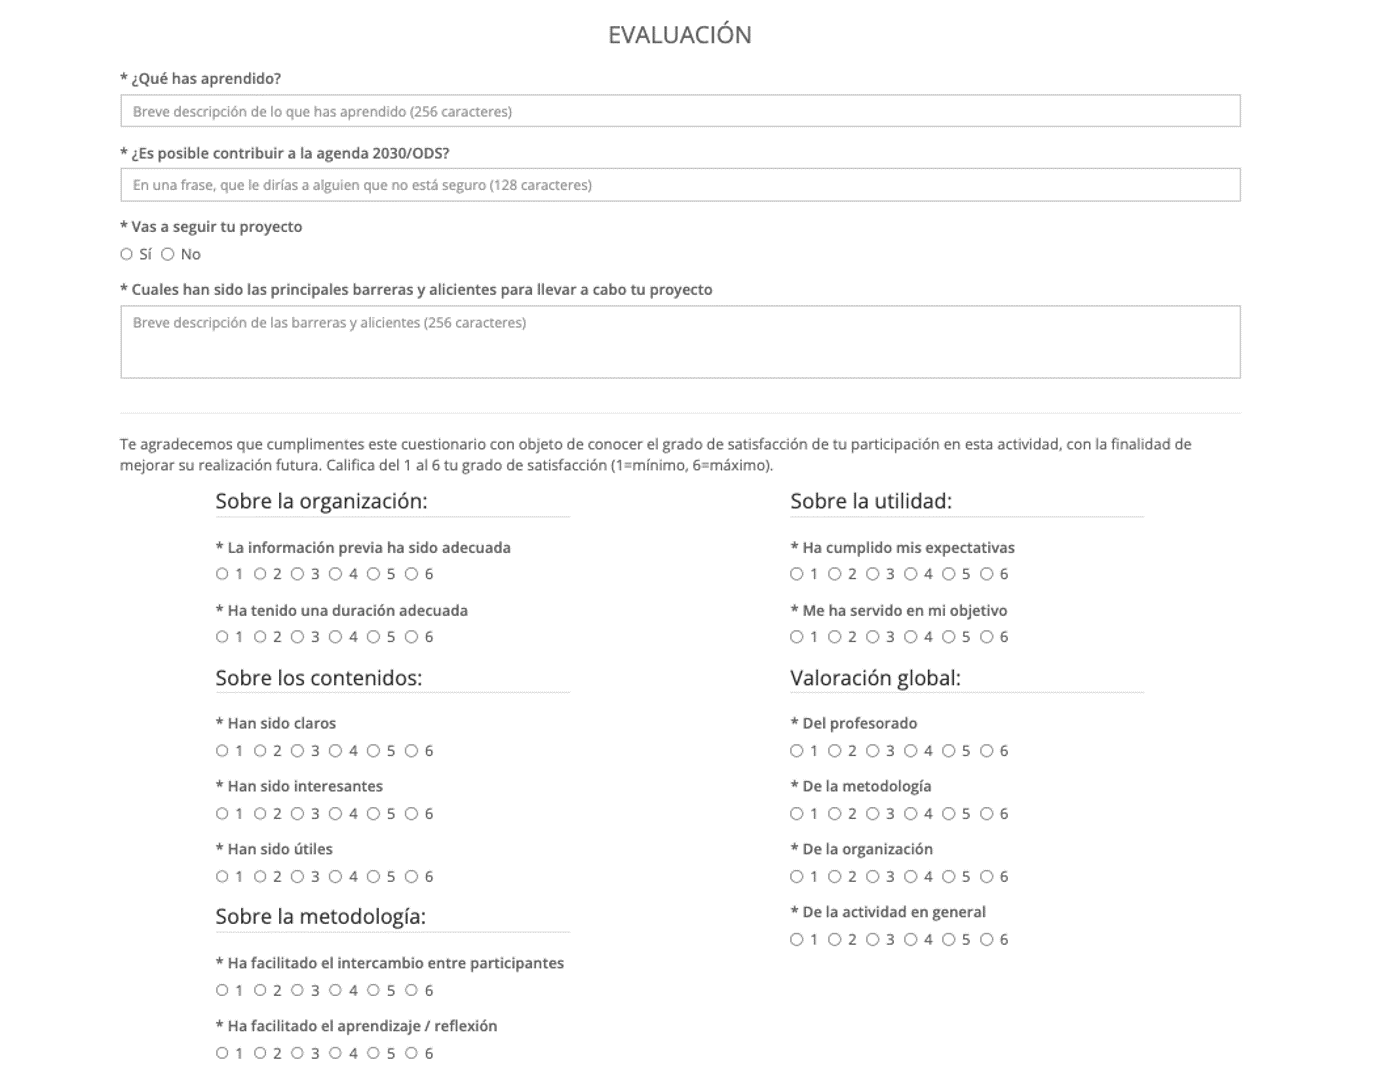 EVALUACIÓN
* ¿Qué has aprendido?
Breve descripción de lo que has aprendido (256 caracteres)
* ¿Es posible contribuir a la agenda 2030/ODS?
En una frase, que le dirías a alguien que no está seguro (128 caracteres)
* Vas a seguir tu proyecto
Sí No
* Cuales han sido las principales barreras y alicientes para llevar a cabo tu proyecto
Breve descripción de las barreras y alicientes (256 caracteres)
Te agradecemos que cumplimentes este cuestionario con objeto de conocer el grado de satisfacción de tu participación en esta actividad, con la finalidad de
mejorar su realización futura. Califica del 1 al 6 tu grado de satisfacción (1=mínimo, 6=máximo).
Sobre la organización:
* La información previa ha sido adecuada
1 2 3 4 5 6
* Ha tenido una duración adecuada
1 2 3 4 5 6
Sobre los contenidos:
* Han sido claros
1 2 3 4 5 6
* Han sido interesantes
1 2 3 4 5 6
* Han sido útiles
1 2 3 4 5 6
Sobre la metodología:
* Ha facilitado el intercambio entre participantes
1 2 3 4 5 6
* Ha facilitado el aprendizaje / reflexión
1 2 3 4 5 6
Sobre la utilidad:
* Ha cumplido mis expectativas
1 2 3 4 5 6
* Me ha servido en mi objetivo
1 2 3 4 5 6
Valoración global:
* Del profesorado
1 2 3 4 5 6
* De la metodología
1 2 3 4 5 6
* De la organización
1 2 3 4 5 6
* De la actividad en general
1 2 3 4 5 6